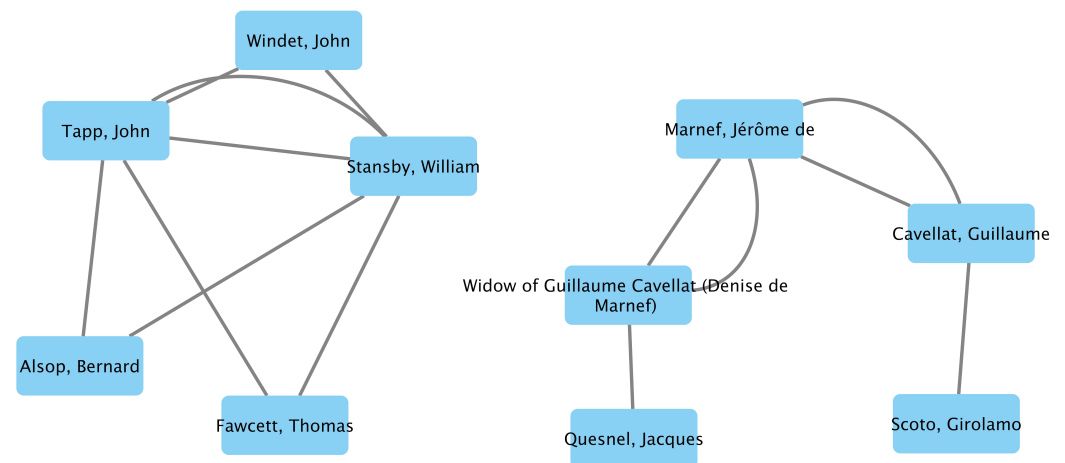 Windet, John
Tapp, John
Stansby, William
Marnef, Jérôme de
Cavellat, Guillaume
Widow of Guillaume Cavellat (Denise de
Marnef)
Alsop, Bernard
Fawcett, Thomas
Quesnel, Jacques
Scoto, Girolamo